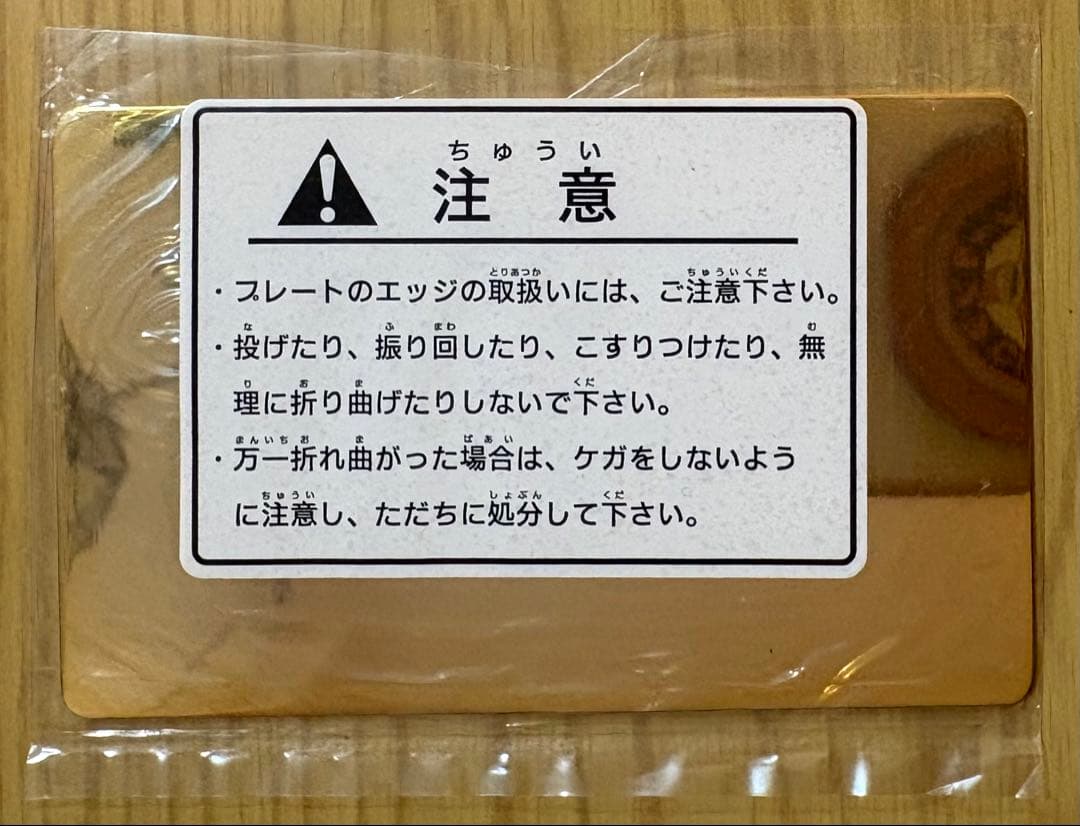 ちゅうい
注意
とりあつか ちゅういくだ
・プレートのエッジの取扱いには、ご注意下さい。
な ふ まわ む
・投げたり、振り回したり、こすりつけたり、無
り お ま くだ
理に折り曲げたりしないで下さい。
まんいちお ま ばあい
・万一折れ曲がった場合は、ケガをしないよう
ちゅうい しょぶん くだ
に注意し、ただちに処分して下さい。